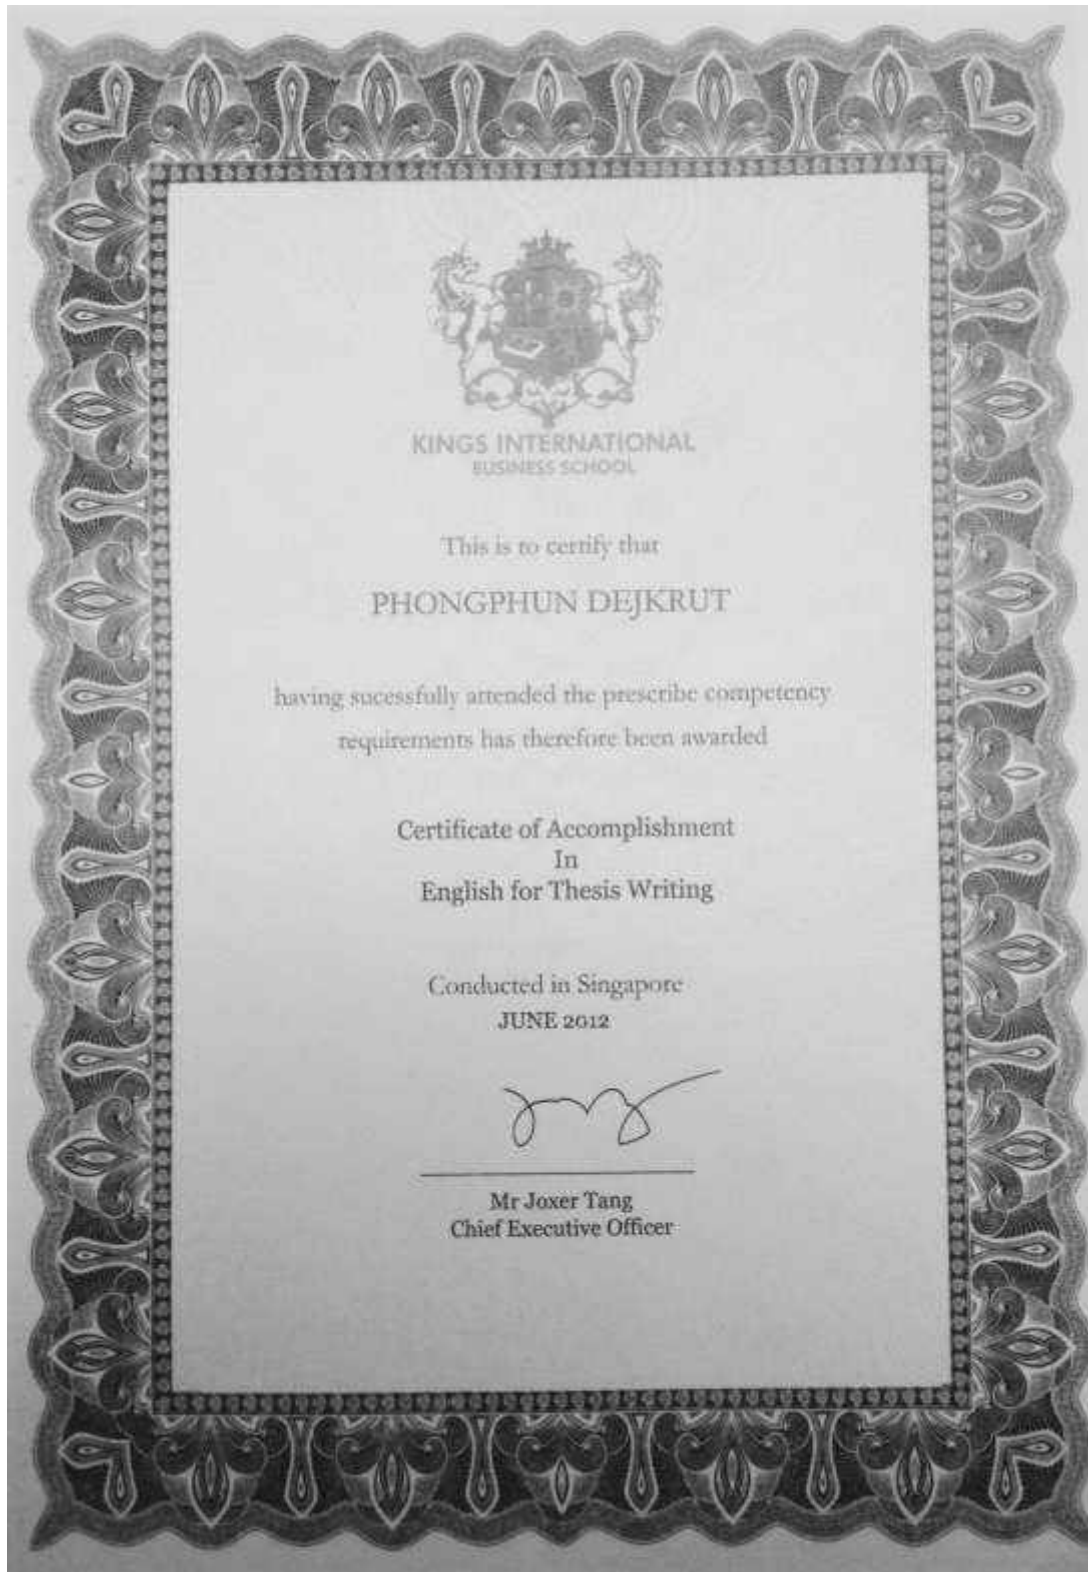 KINGS INTERNATIONAL
BUSINESS SCHOOL
This is to certify that
PHONGPHUN DEJKRUT
having sucessfully attended the prescribe competency
requirements has therefore been awarded
Certificate of Accomplishment
In
English for Thesis Writing
Conducted in Singapore
JUNE 2012
Mr Joxer Tang
Chief Executive Officer